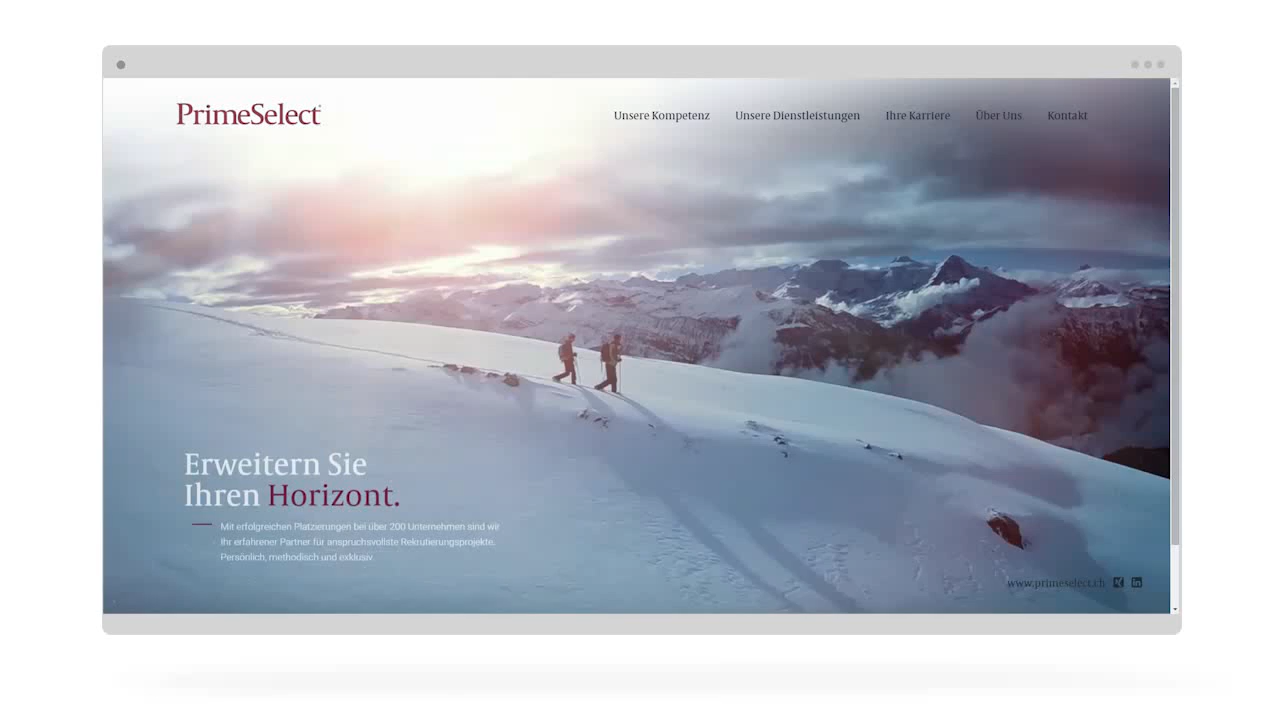 PrimeSelect
Unsere Kompetenz Unsere Dienstleistungen Ihre Karriere Über Uns Kontakt
Erweitern Sie
Ihren Horizont.
Mit erfolgreichen Platzierungen bei über 200 Unternehmen sind wir
Ihr erfahrener Partner für anspruchsvollste Rekrutierungsprojekte.
Persönlich, methodisch und exklusiv.
www.primeselect.ch in